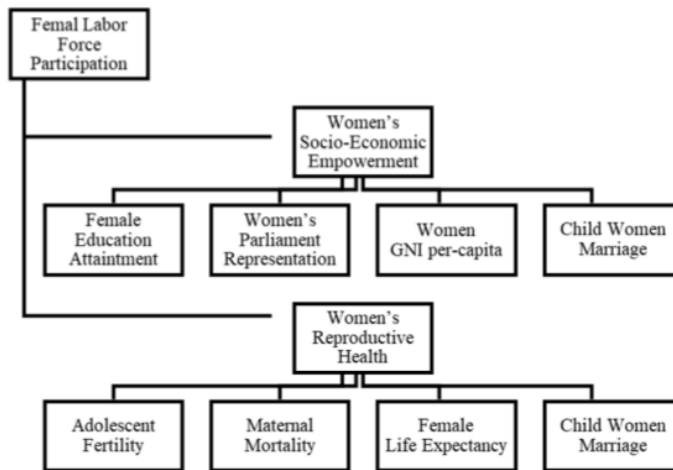 Femal Labor
Force
Participation
Women's
Socio-Economic
Empowerment
Female
Education
Attaintment
Women's
Parliament
Representation
Women
GNI per-capita
Child Women
Marriage
Women's
Reproductive
Health
Adolescent
Fertility
Maternal
Mortality
Female
Life Expectancy
Child Women
Marriage